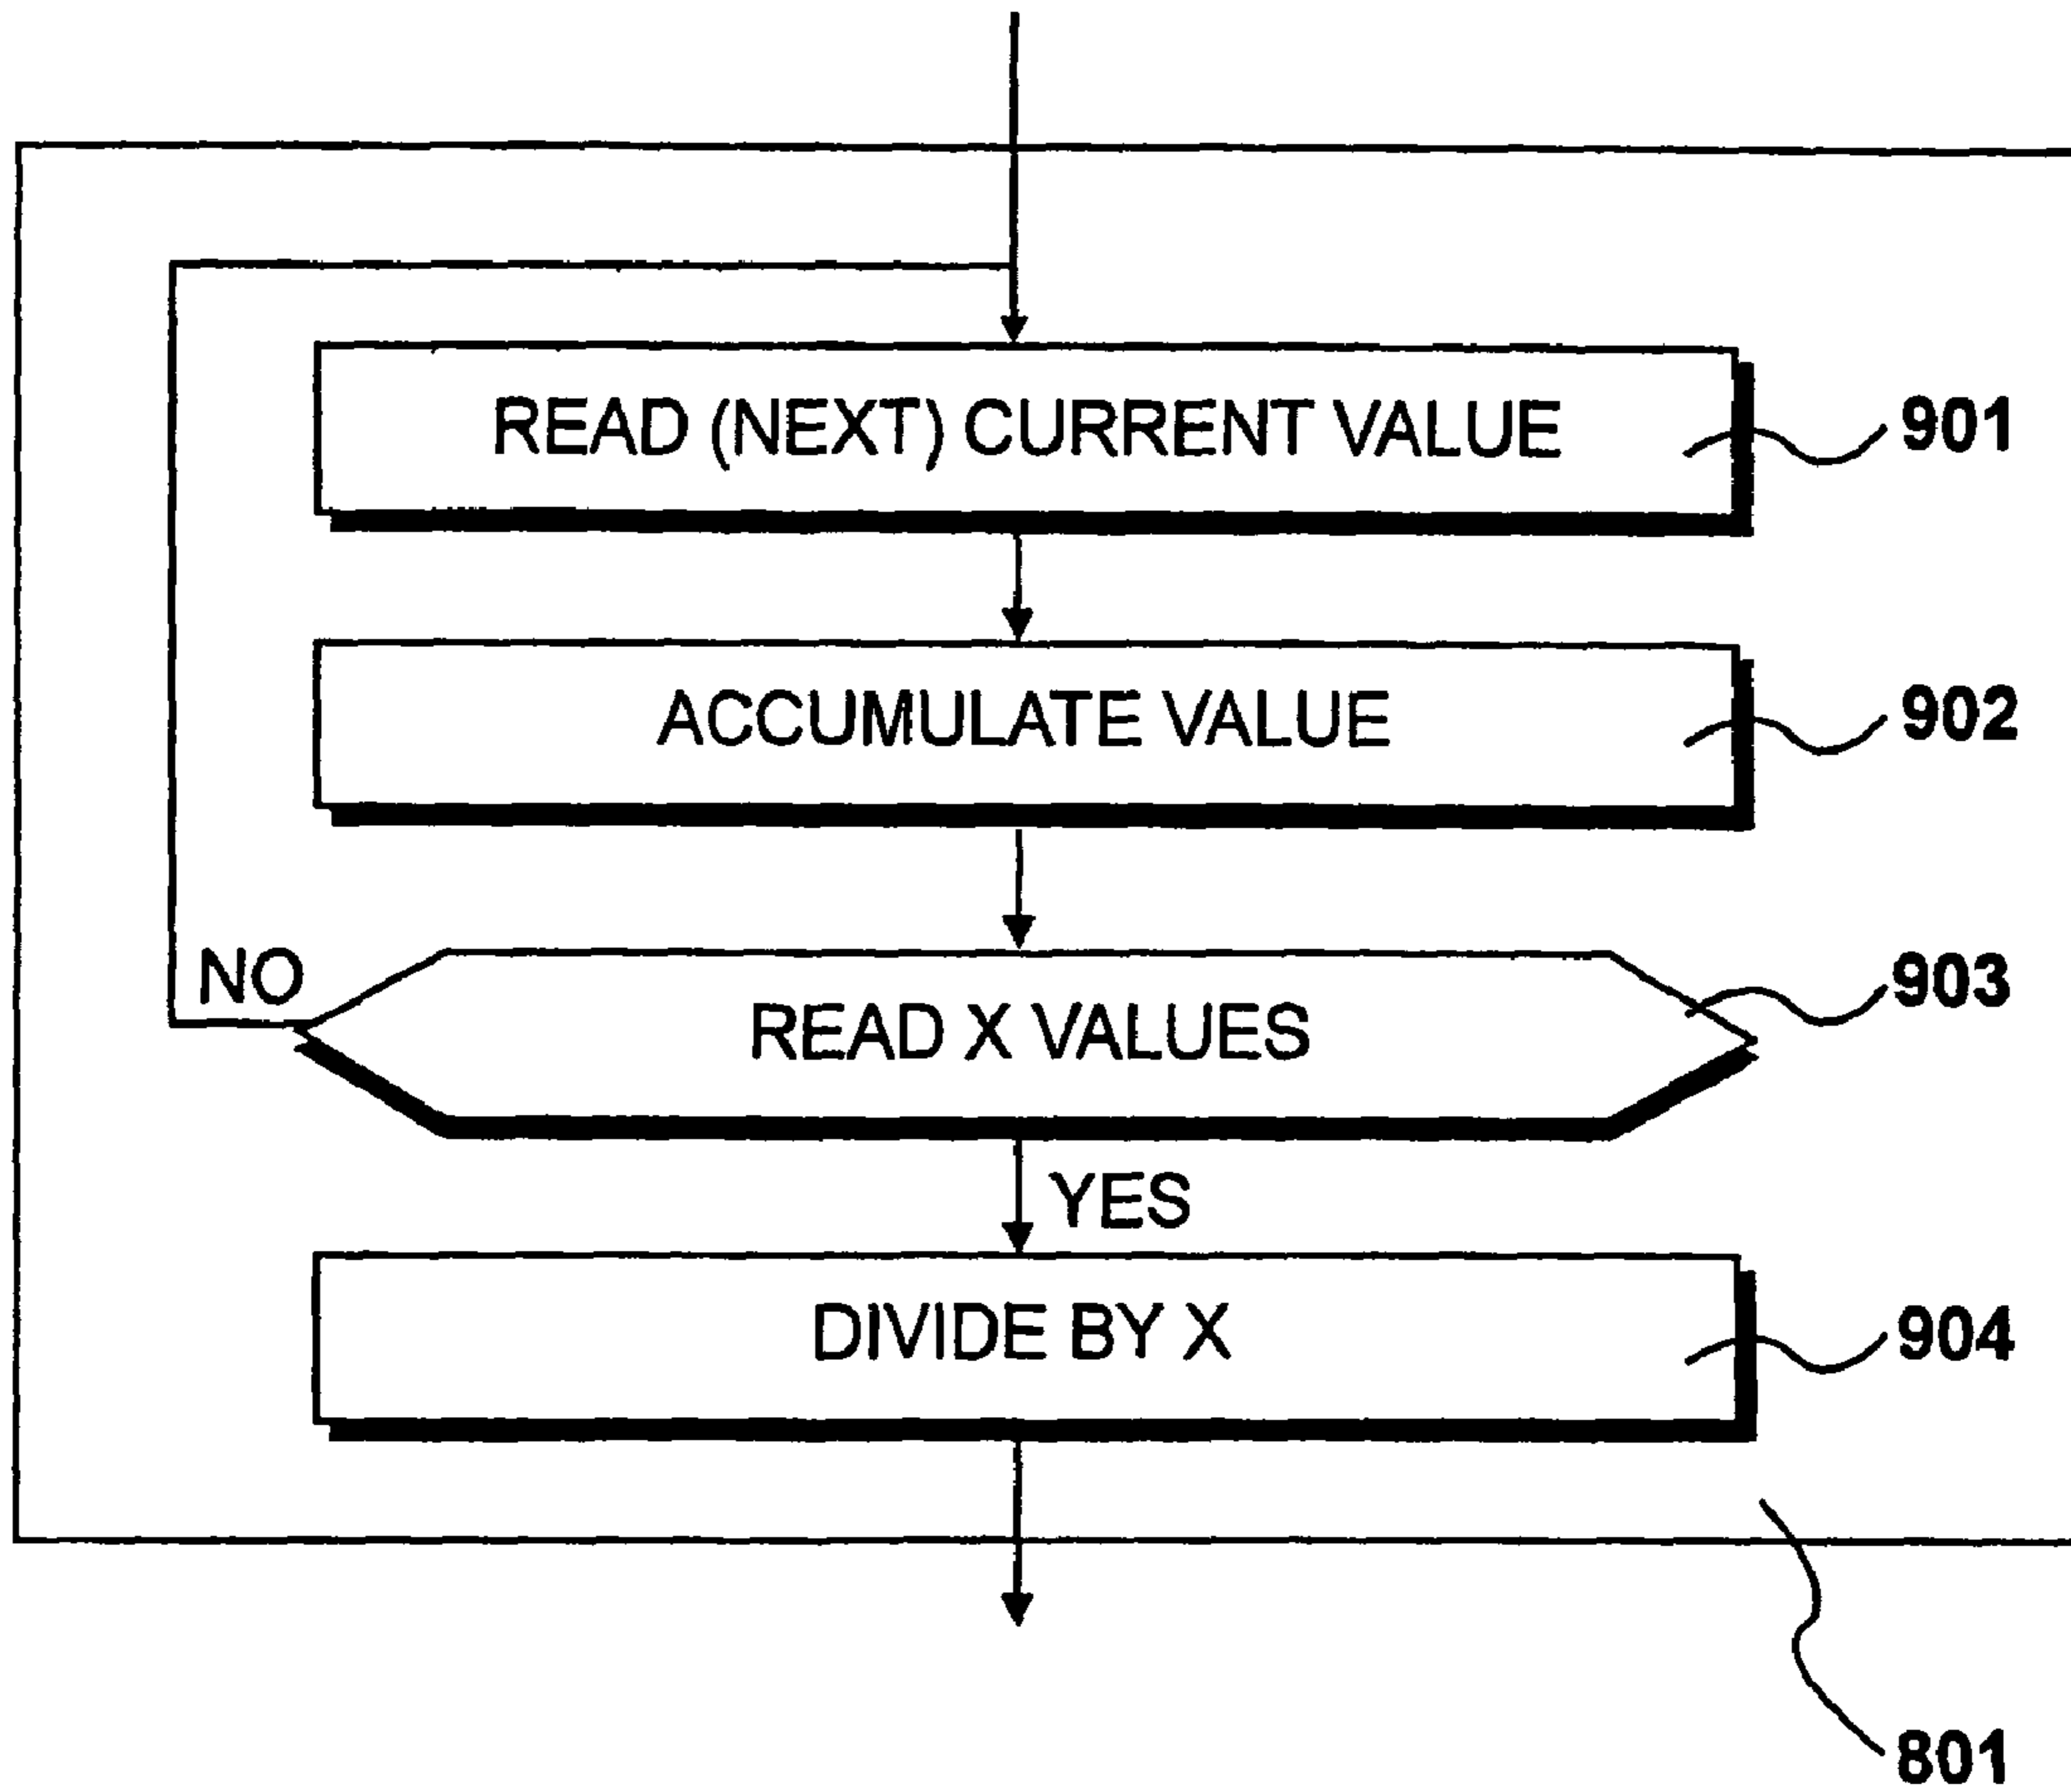 READ (NEXT) CURRENT VALUE
901
ACCUMULATE VALUE
902
NO
READ X VALUES
903
YES
DIVIDE BY X
904
801